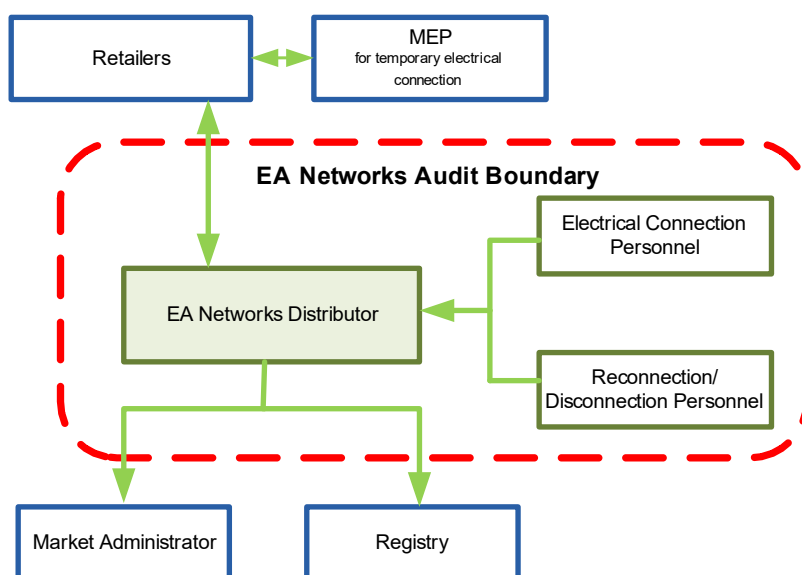 Retailers
MEP
for temporary electrical
connection
EA Networks Audit Boundary
Electrical Connection
Personnel
EA Networks Distributor
Reconnection/
Disconnection Personnel
Market Administrator
Registry